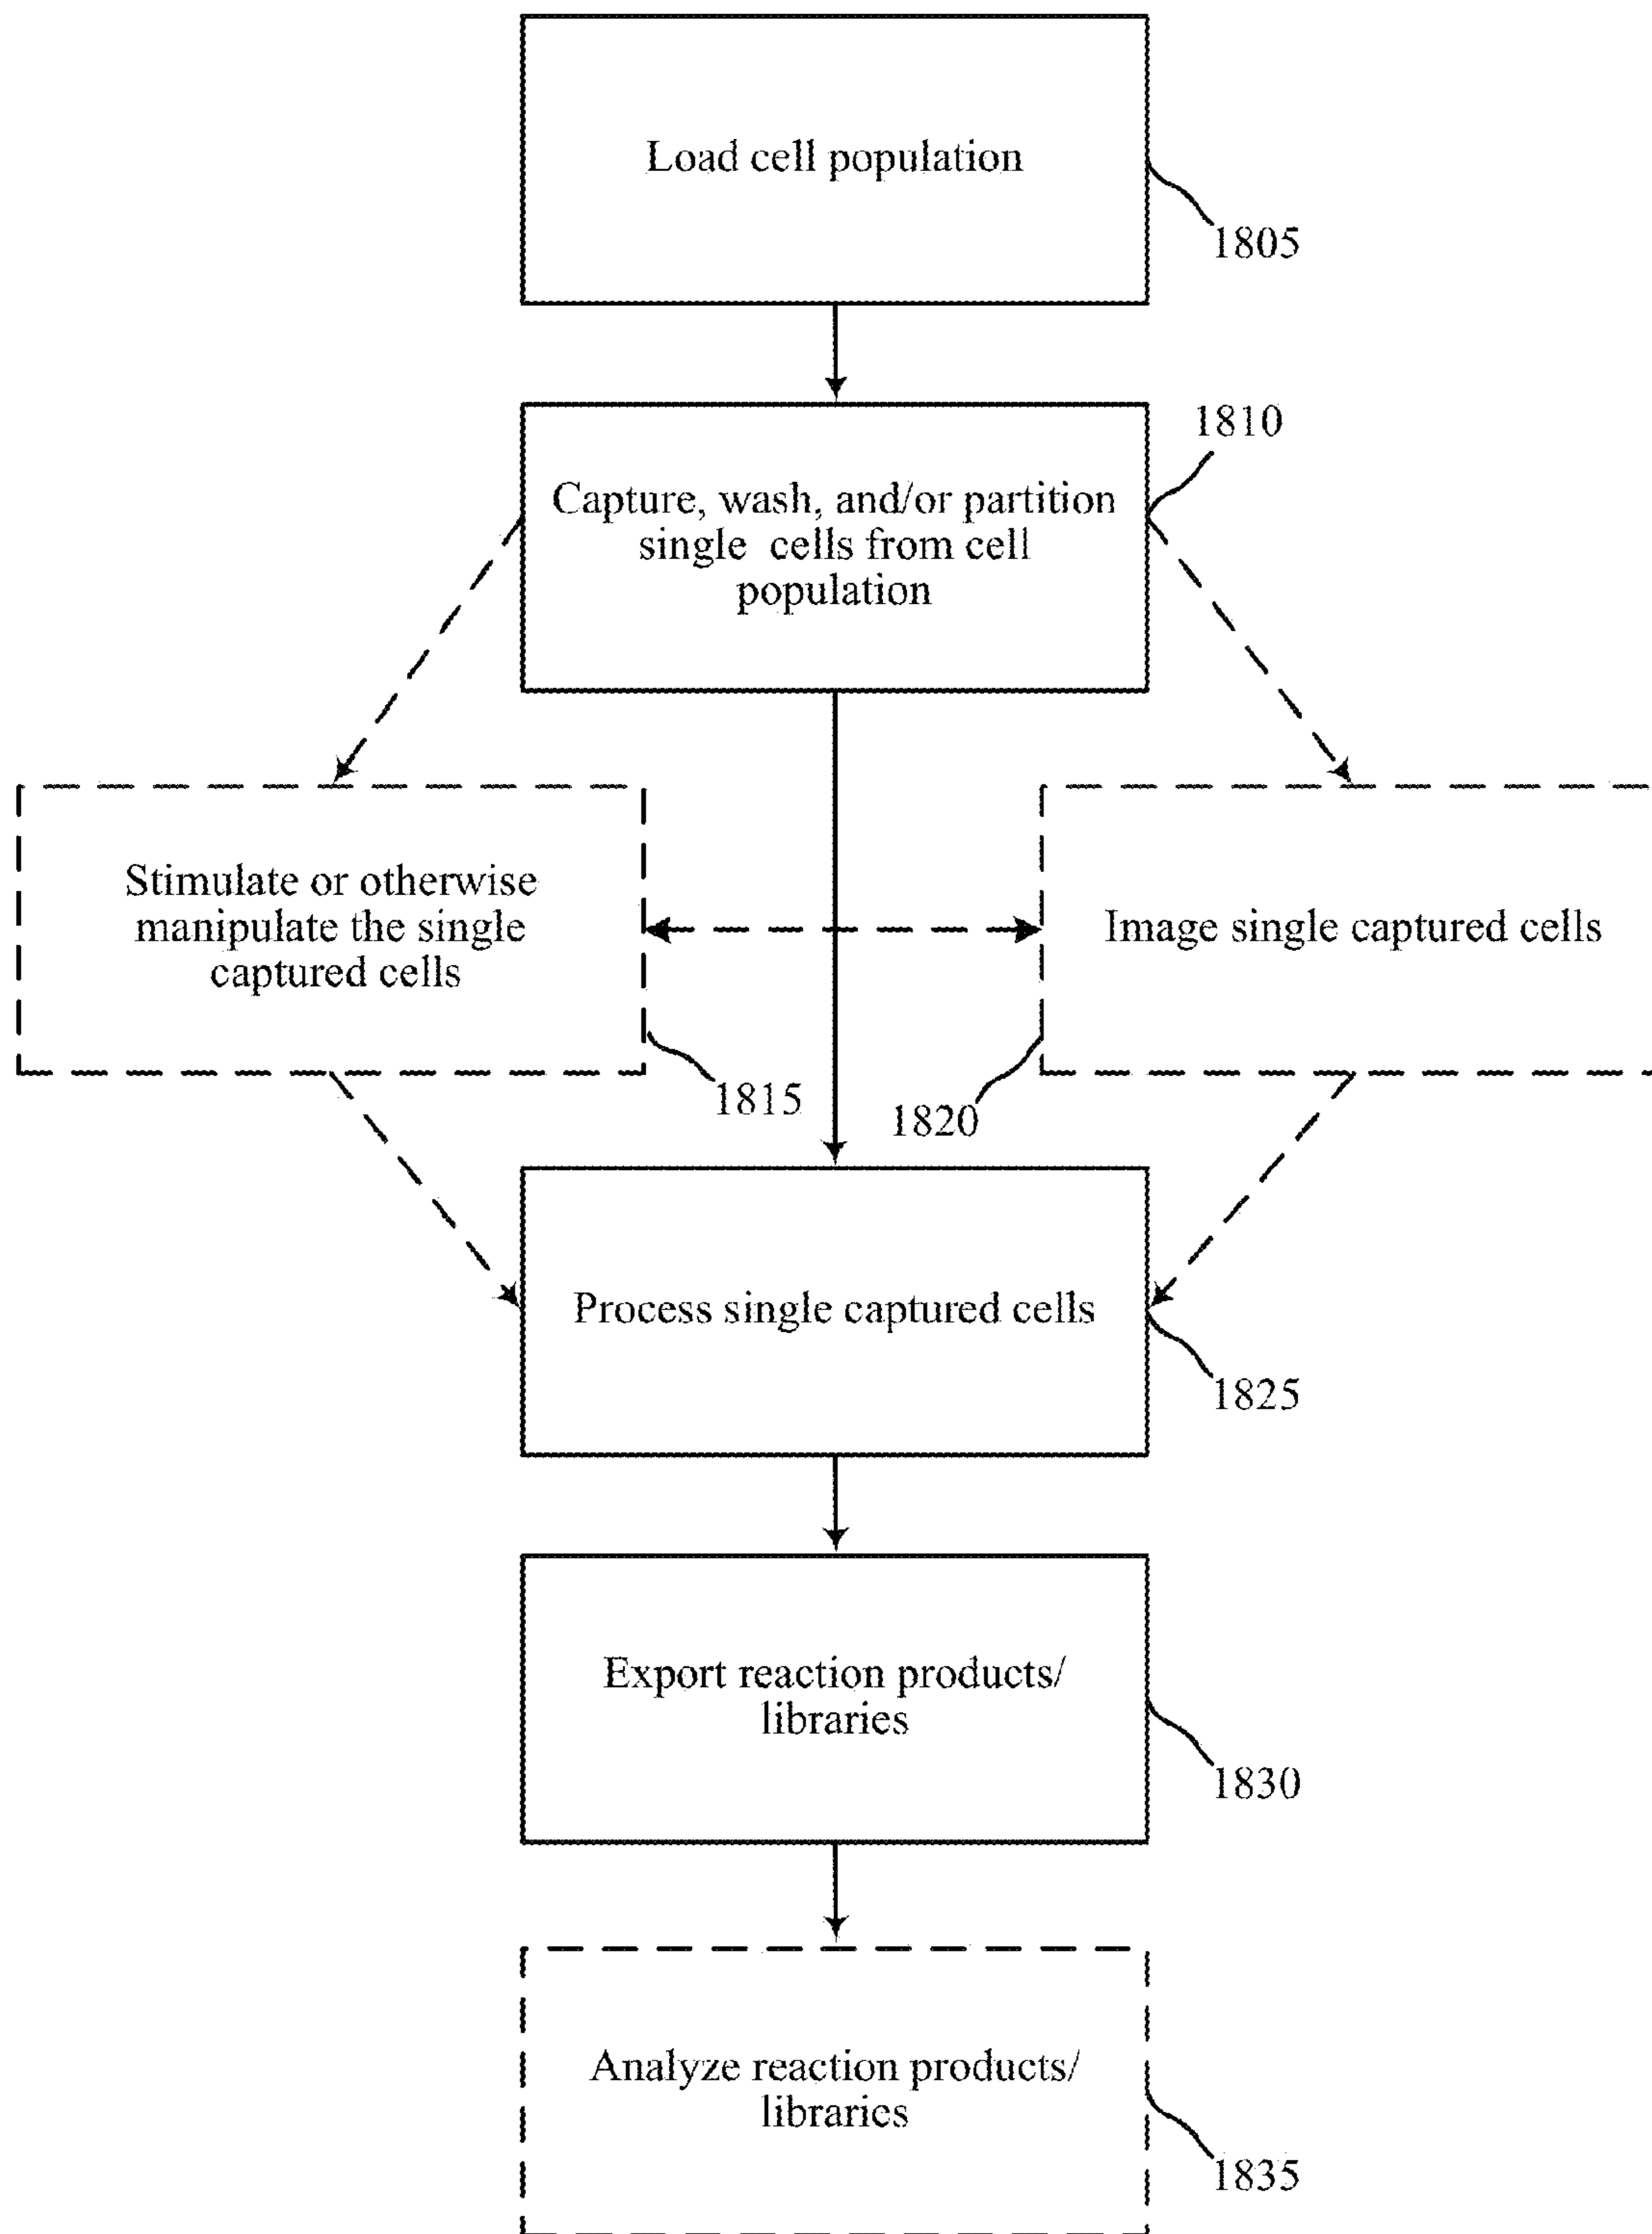 Load cell population
1805
1810
Capture, wash, and/or partition
single cells from cell
population
Stimulate or otherwise
manipulate the single
captured cells
Image single captured cells
1815
1820
Process single captured cells
1825
Export reaction products/
libraries
1830
Analyze reaction products/
libraries
1835